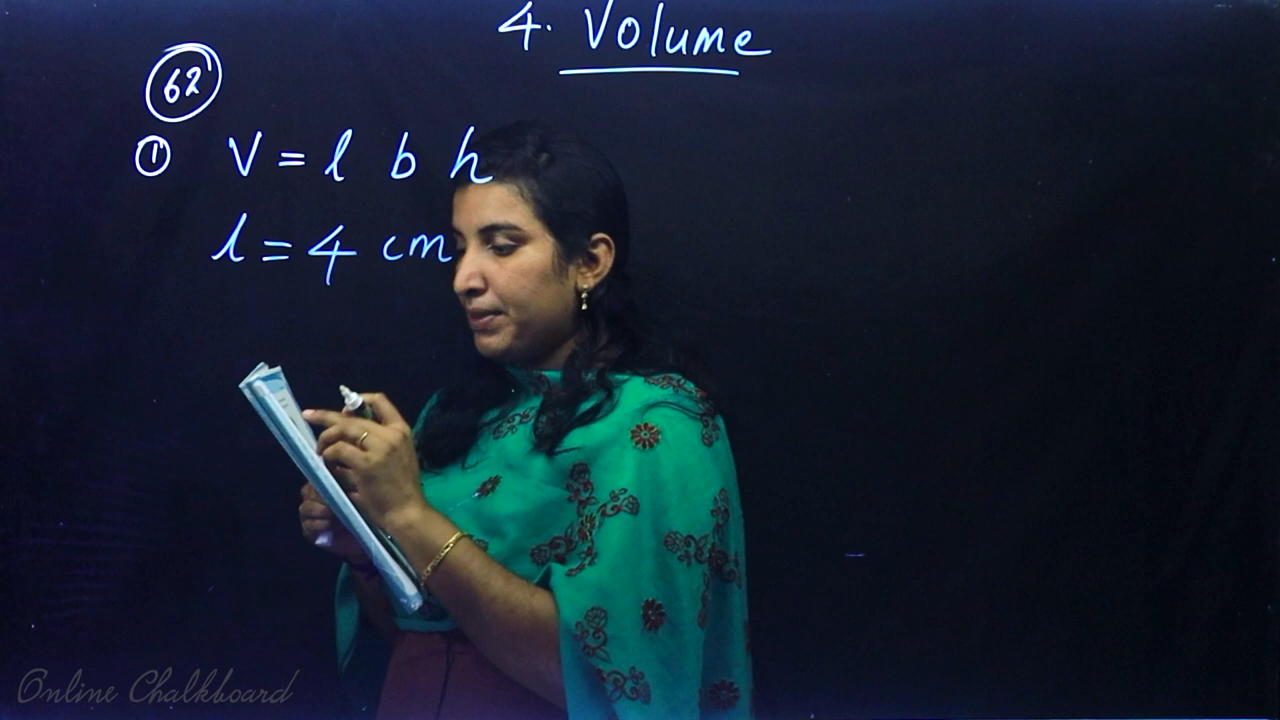 4. Volume
62
① V = l b h
l = 4 cm
Online Chalkboard